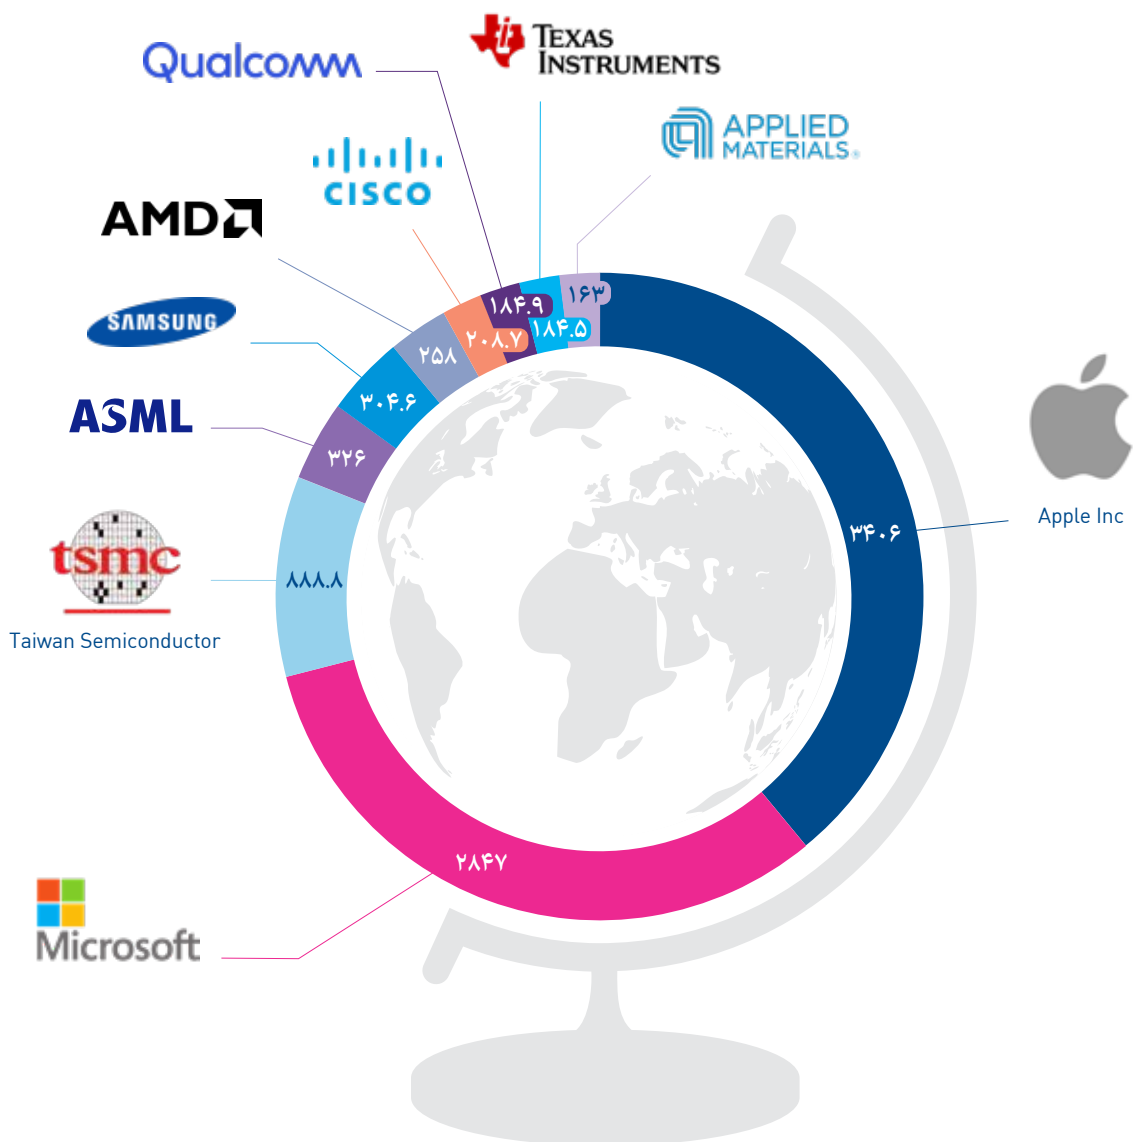 Qualcomm
TEXAS
INSTRUMENTS
APPLIED
MATERIALS®
CISCO
AMD
SAMSUNG
ASML
tsmc
Taiwan Semiconductor
Microsoft
Apple Inc
۱۸۴.۹
۱۶۳
۱۸۴.۵
۲۰۸.۷
۲۵۸
۳۰۴.۶
۳۲۶
۸۸۸.۸
۳۴۰۶
۲۸۴۷